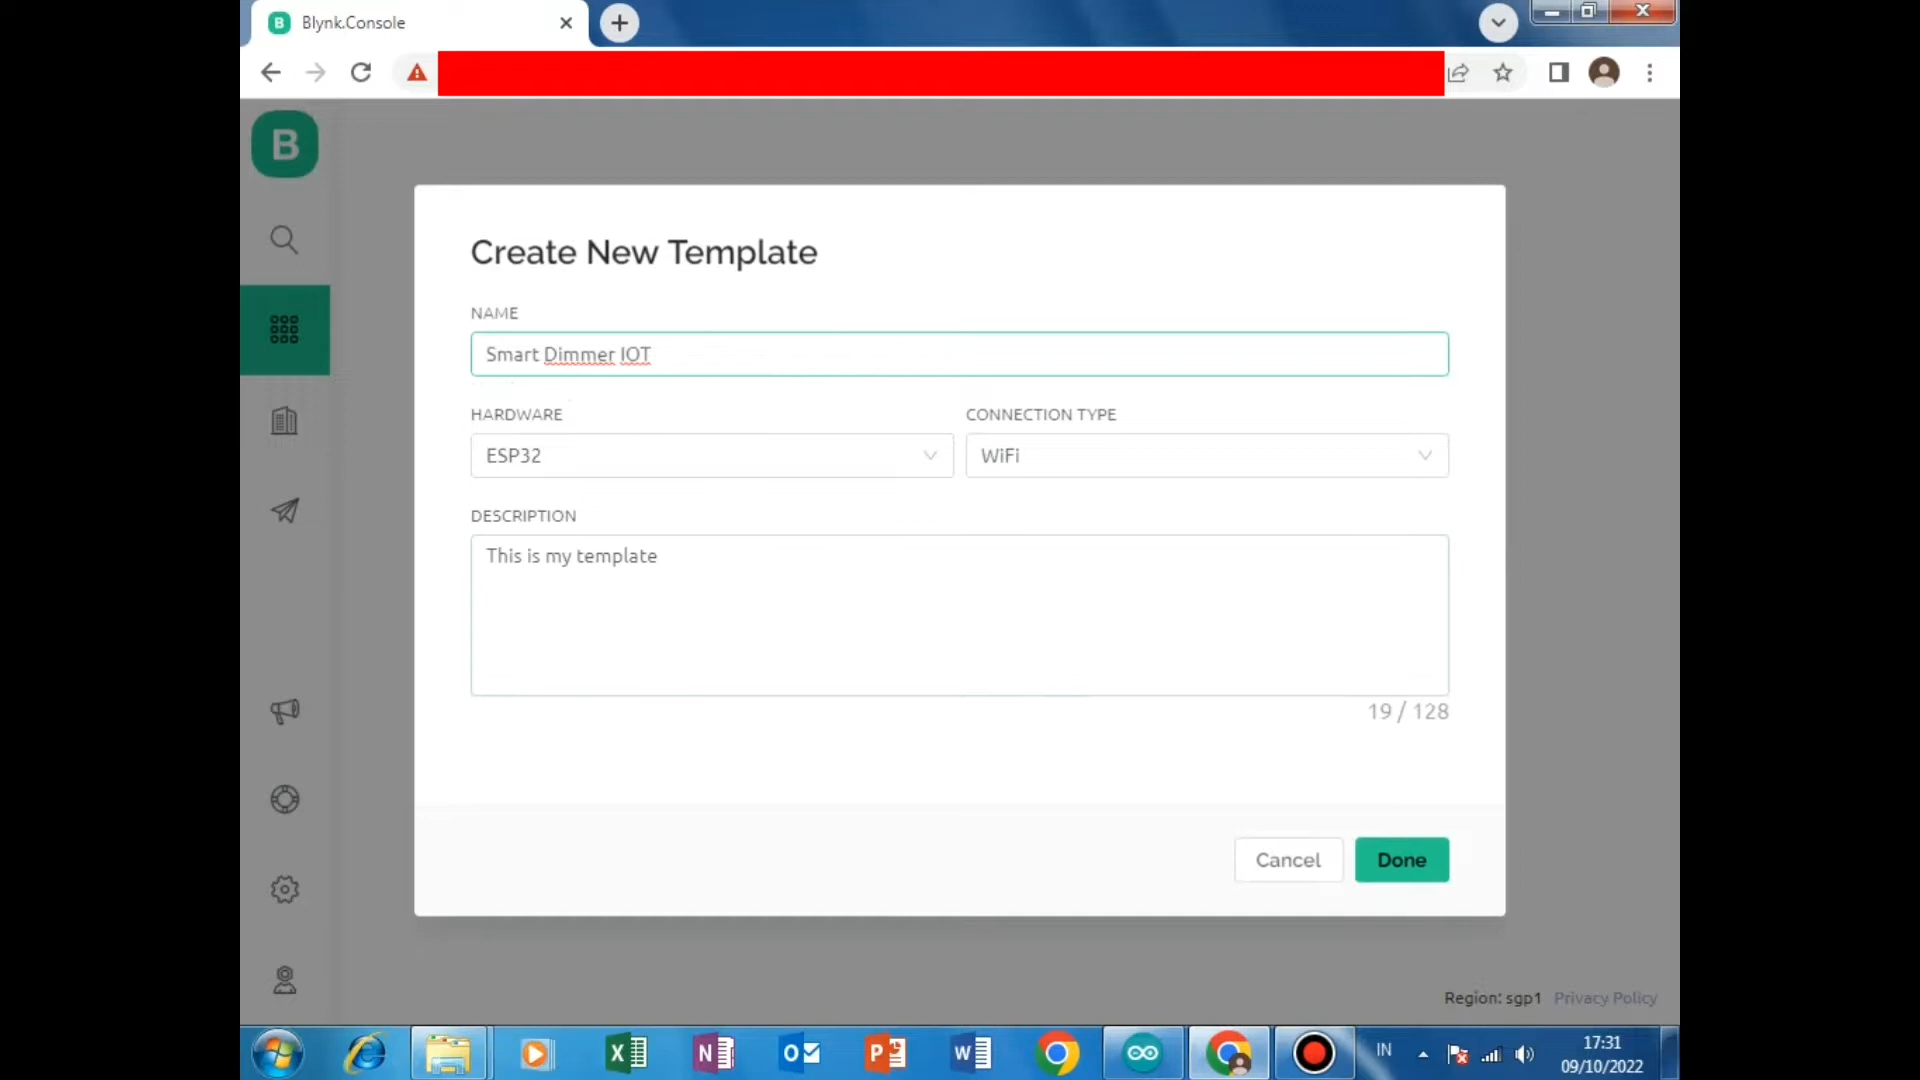 B Blynk.Console
B
Create New Template
NAME
Smart Dimmer IOT
HARDWARE
CONNECTION TYPE
ESP32
WiFi
DESCRIPTION
This is my template
19 / 128
Cancel
Done
Region: sgp1 Privacy Policy
IN
17:31
09/10/2022